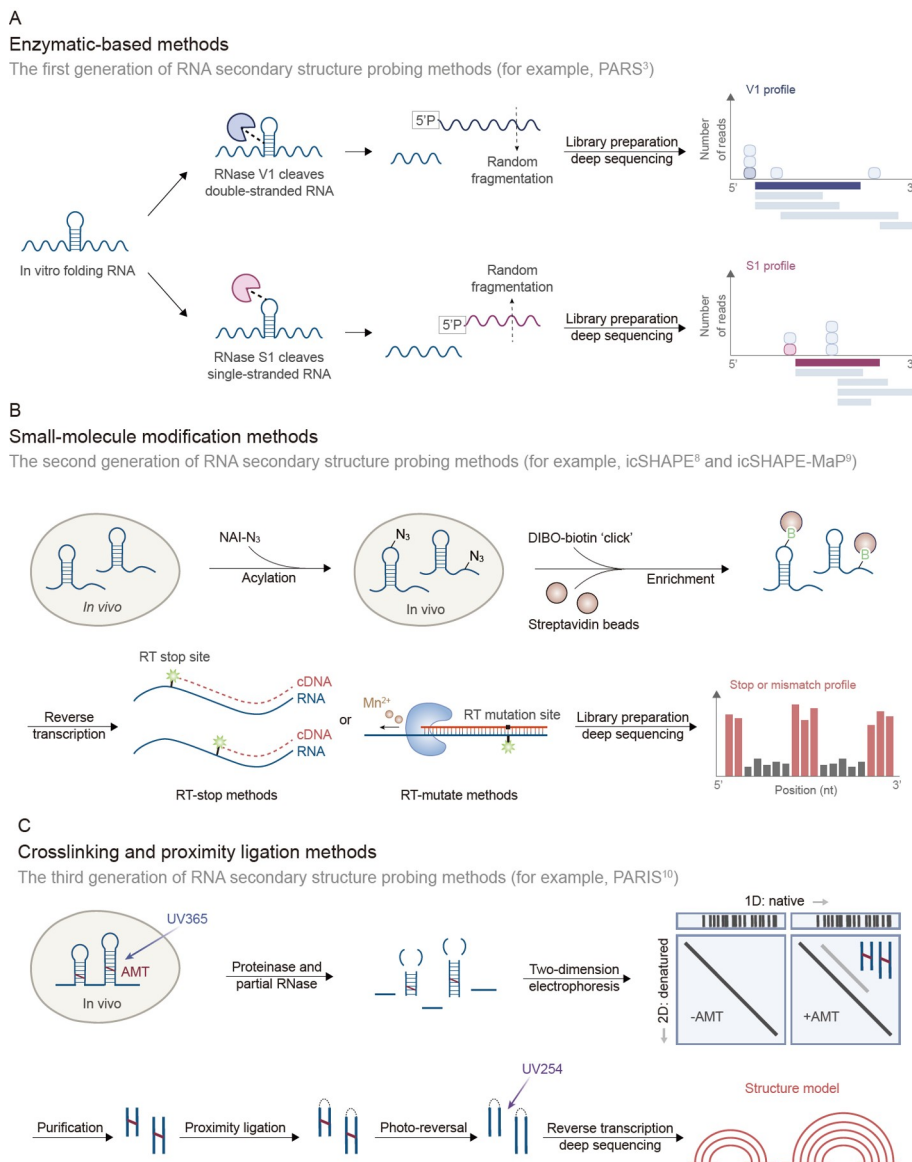 A
Enzymatic-based methods
The first generation of RNA secondary structure probing methods (for example, PARS³)
V1 profile
Number
of reads
5'
3'
5'P
Random
fragmentation
Library preparation
deep sequencing
RNase V1 cleaves
double-stranded RNA
In vitro folding RNA
S1 profile
Number
of reads
5'
3'
Random
fragmentation
5'P
Library preparation
deep sequencing
RNase S1 cleaves
single-stranded RNA
B
Small-molecule modification methods
The second generation of RNA secondary structure probing methods (for example, icSHAPE⁸ and icSHAPE-MaP⁹)
In vivo
NAI-N₃
Acylation
N₃
N₃
In vivo
DIBO-biotin ‘click’
Enrichment
Streptavidin beads
B
B
Reverse
transcription
RT stop site
cDNA
RNA
cDNA
RNA
RT-stop methods
or
Mn²⁺
RT mutation site
RT-mutate methods
Library preparation
deep sequencing
Stop or mismatch profile
5'
Position (nt)
3'
C
Crosslinking and proximity ligation methods
The third generation of RNA secondary structure probing methods (for example, PARIS¹⁰)
UV365
AMT
In vivo
Proteinase and
partial RNase
Two-dimension
electrophoresis
1D: native
2D: denatured
-AMT
+AMT
Purification
Proximity ligation
Photo-reversal
UV254
Reverse transcription
deep sequencing
Structure model